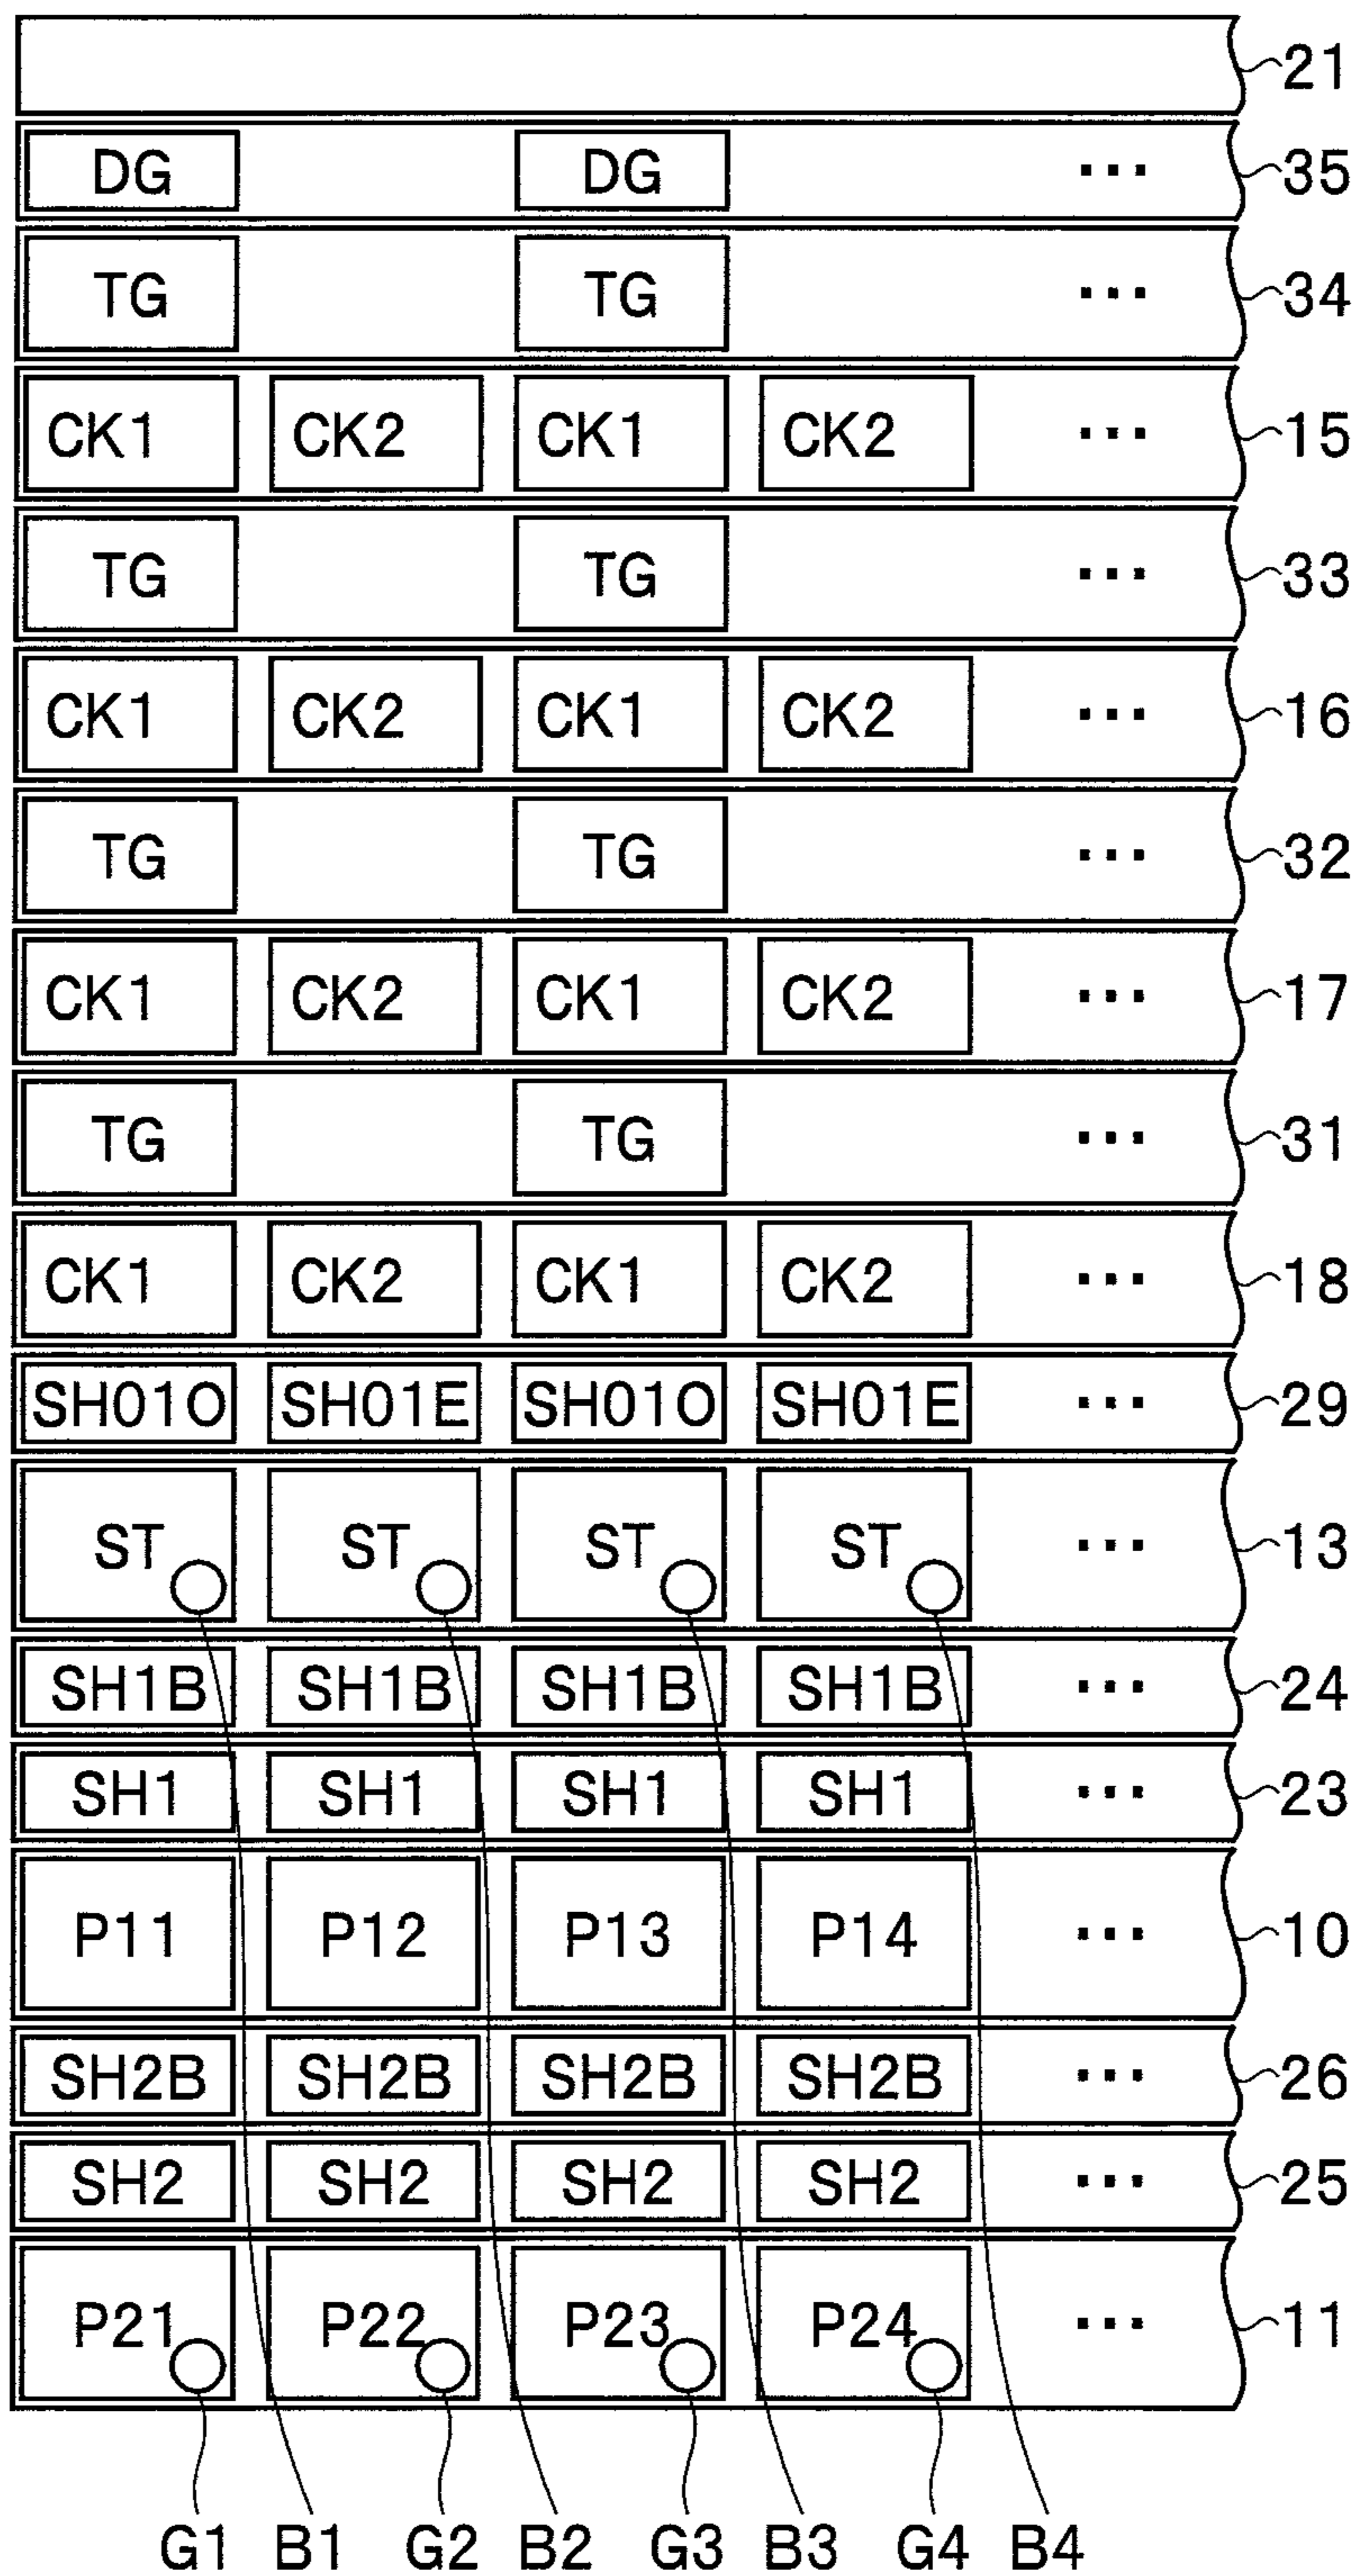 21
DG DG ... 35
TG TG ... 34
CK1 CK2 CK1 CK2 ... 15
TG TG ... 33
CK1 CK2 CK1 CK2 ... 16
TG TG ... 32
CK1 CK2 CK1 CK2 ... 17
TG TG ... 31
CK1 CK2 CK1 CK2 ... 18
SH01O SH01E SH01O SH01E ... 29
ST ST ST ST ... 13
SH1B SH1B SH1B SH1B ... 24
SH1 SH1 SH1 SH1 ... 23
P11 P12 P13 P14 ... 10
SH2B SH2B SH2B SH2B ... 26
SH2 SH2 SH2 SH2 ... 25
P21 P22 P23 P24 ... 11
G1 B1 G2 B2 G3 B3 G4 B4